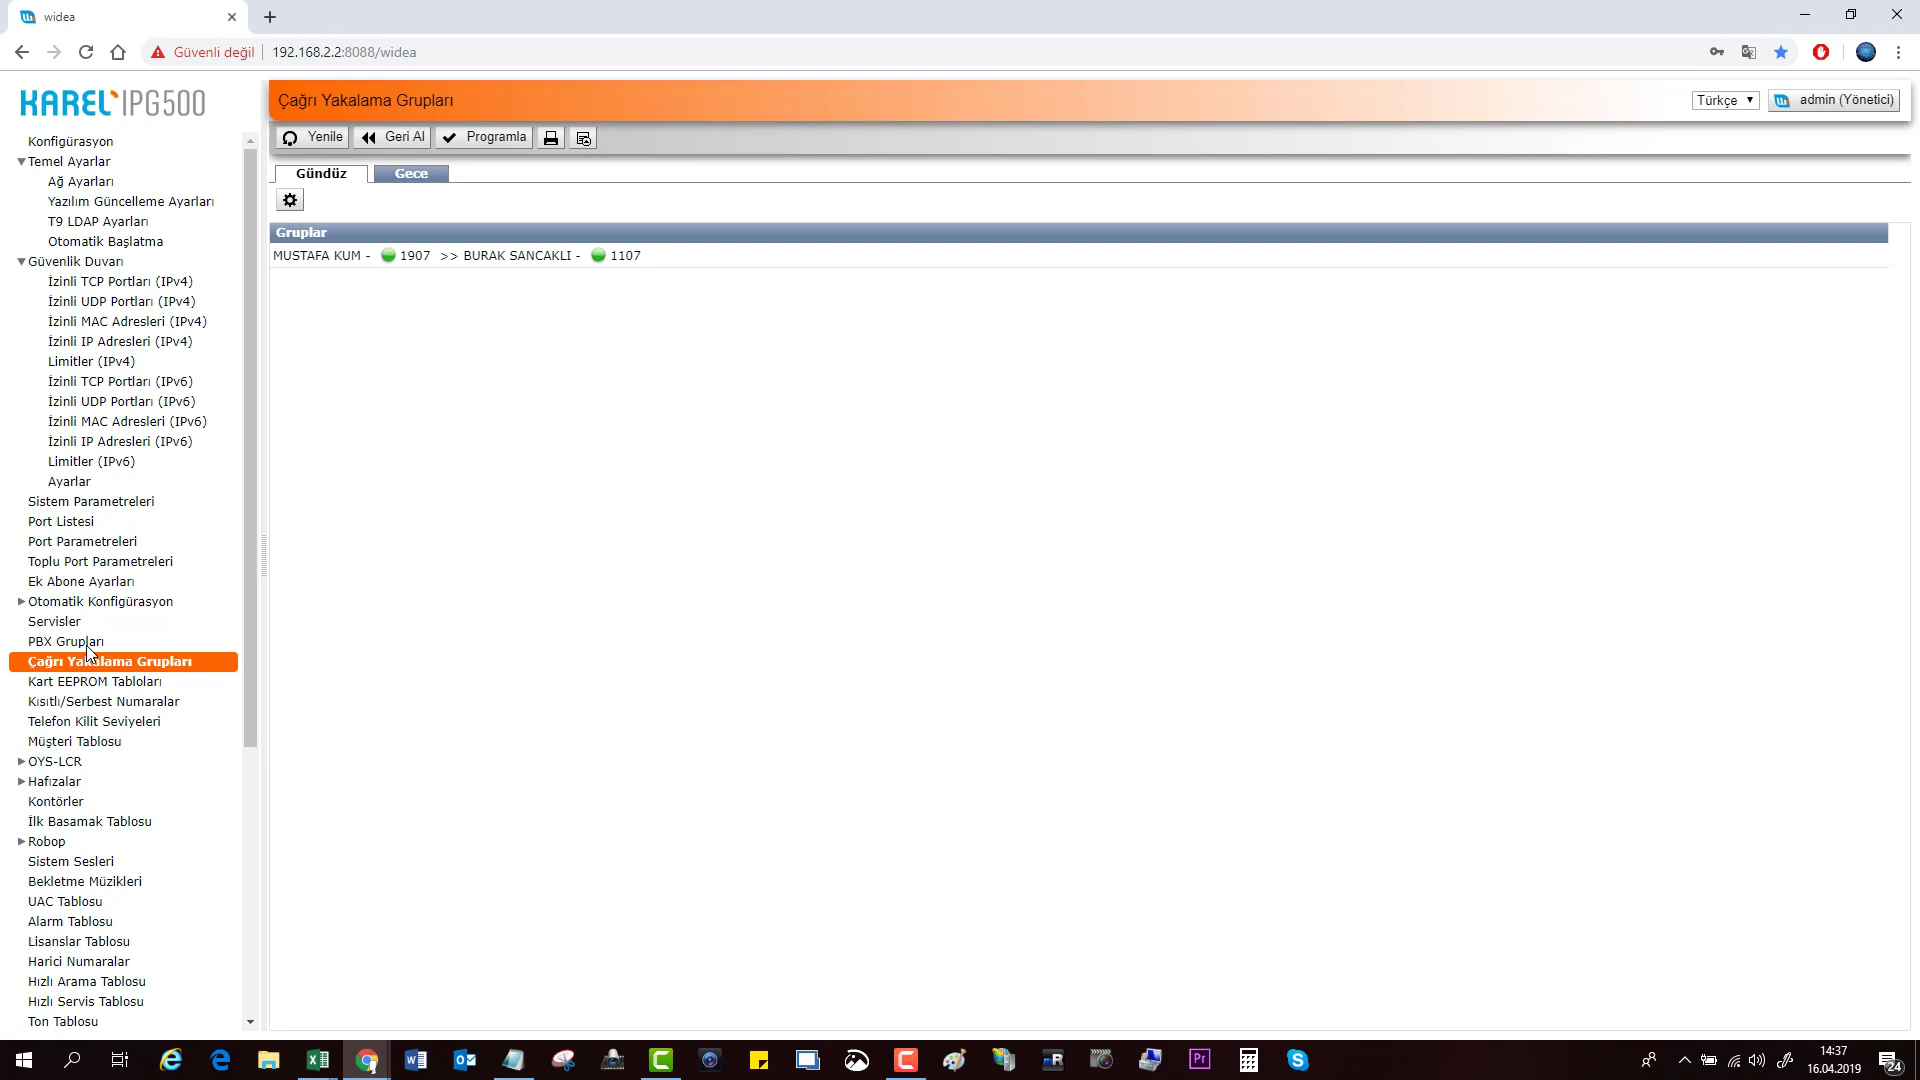 widea
Güvenli değil
192.168.2.2:8088/widea
KAREL IPG500
Çağrı Yakalama Grupları
Türkçe
admin (Yönetici)
Yenile
Geri Al
Programla
Gündüz
Gece
Gruplar
MUSTAFA KUM - 1907 >> BURAK SANCAKLI - 1107
Konfigürasyon
Temel Ayarlar
Ağ Ayarları
Yazılım Güncelleme Ayarları
T9 LDAP Ayarları
Otomatik Başlatma
Güvenlik Duvarı
İzinli TCP Portları (IPv4)
İzinli UDP Portları (IPv4)
İzinli MAC Adresleri (IPv4)
İzinli IP Adresleri (IPv4)
Limitler (IPv4)
İzinli TCP Portları (IPv6)
İzinli UDP Portları (IPv6)
İzinli MAC Adresleri (IPv6)
İzinli IP Adresleri (IPv6)
Limitler (IPv6)
Ayarlar
Sistem Parametreleri
Port Listesi
Port Parametreleri
Toplu Port Parametreleri
Ek Abone Ayarları
Otomatik Konfigürasyon
Servisler
PBX Grupları
Çağrı Yakalama Grupları
Kart EEPROM Tabloları
Kısıtlı/Serbest Numaralar
Telefon Kilit Seviyeleri
Müşteri Tablosu
OYS-LCR
Hafızalar
Kontörler
İlk Basamak Tablosu
Robop
Sistem Sesleri
Bekletme Müzikleri
UAC Tablosu
Alarm Tablosu
Lisanslar Tablosu
Harici Numaralar
Hızlı Arama Tablosu
Hızlı Servis Tablosu
Ton Tablosu
14:37
16.04.2019
24